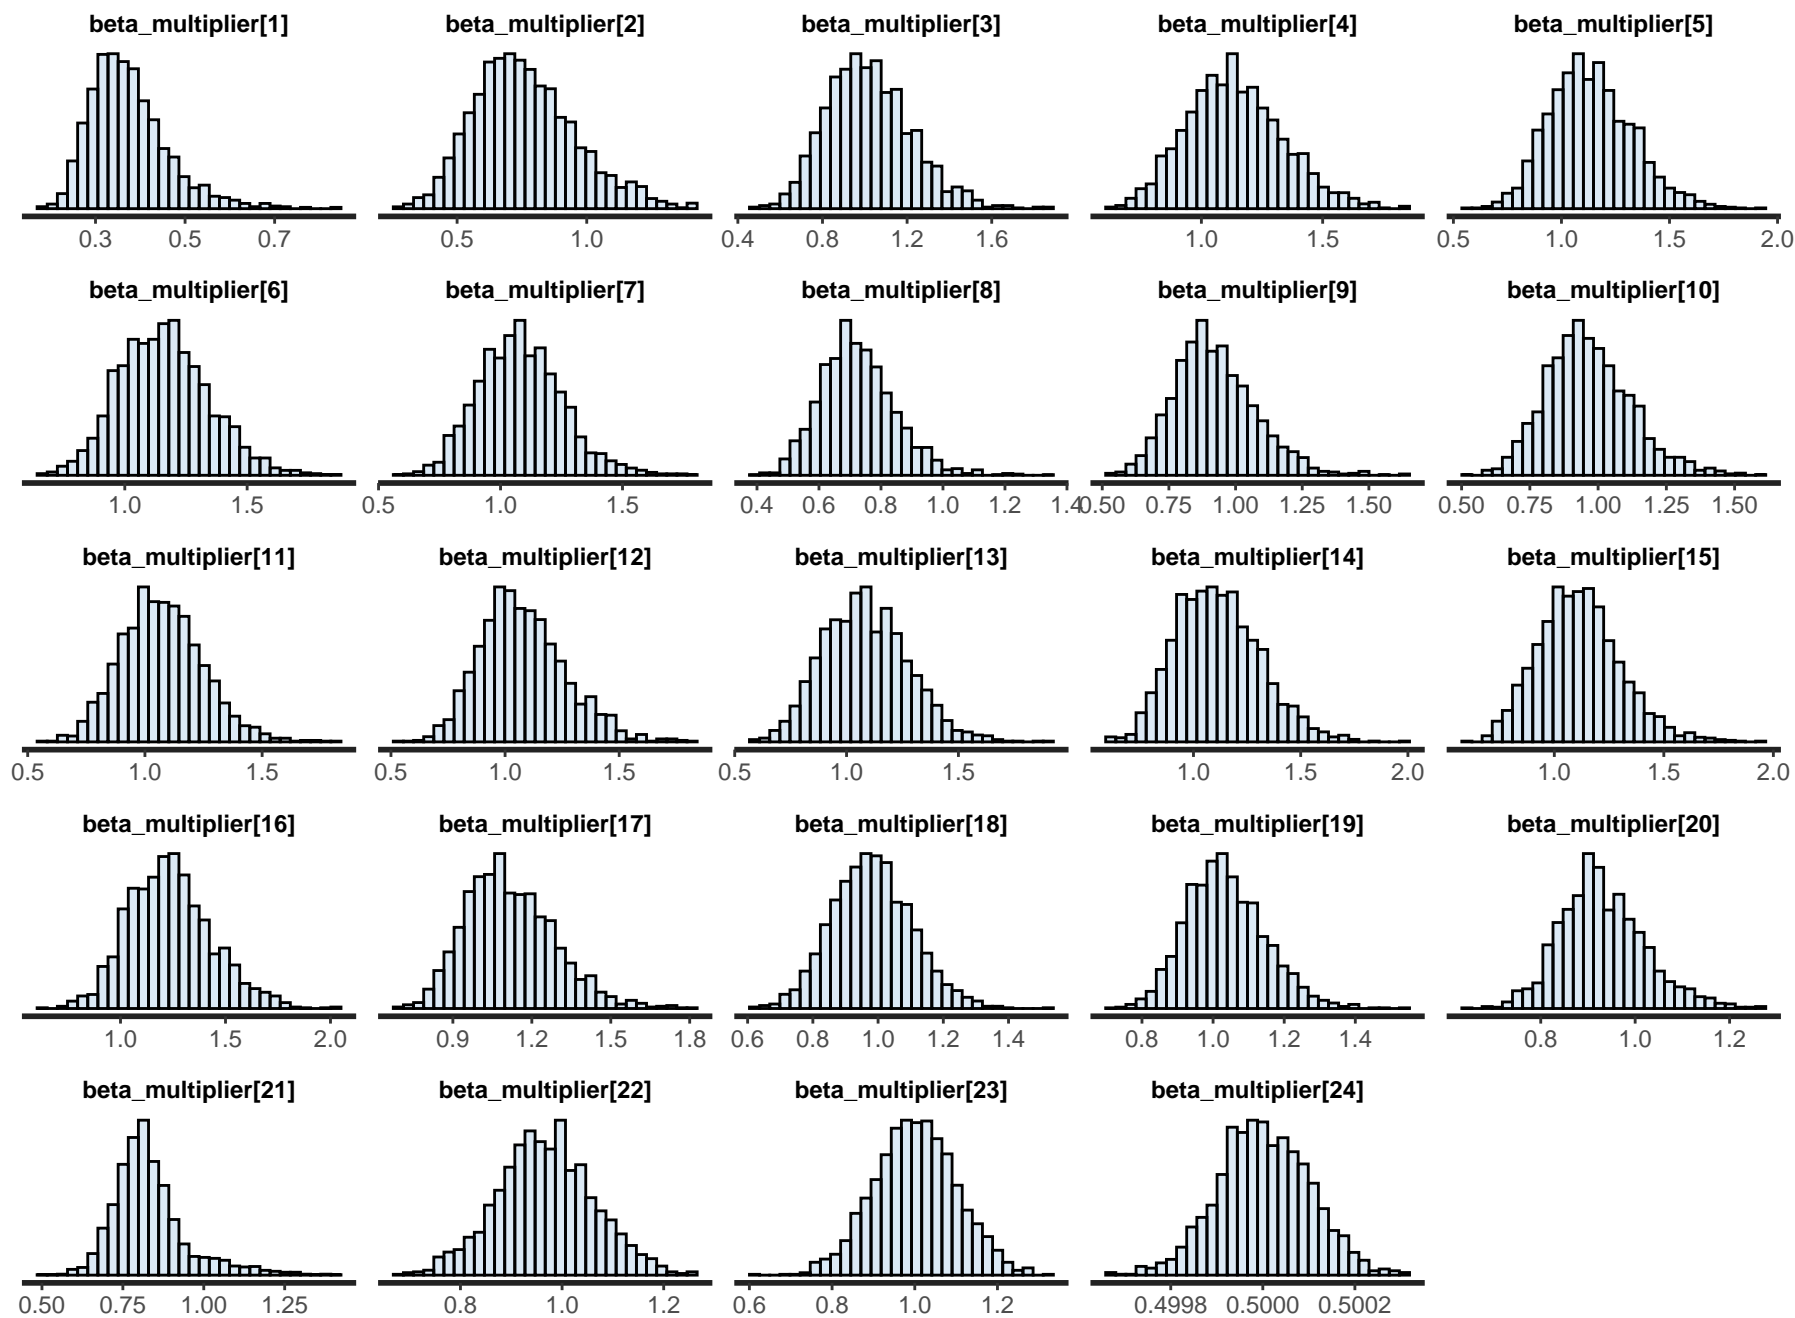 beta_multiplier[1] beta_multiplier[2] beta_multiplier[3] beta_multiplier[4] beta_multiplier[5]
0.3 0.5 0.7 0.5 1.0 0.4 0.8 1.2 1.6 1.0 1.5 0.5 1.0 1.5 2.0
beta_multiplier[6] beta_multiplier[7] beta_multiplier[8] beta_multiplier[9] beta_multiplier[10]
1.0 1.5 0.5 1.0 1.5 0.4 0.6 0.8 1.0 1.2 1.4 0.50 0.75 1.00 1.25 1.50 0.50 0.75 1.00 1.25 1.50
beta_multiplier[11] beta_multiplier[12] beta_multiplier[13] beta_multiplier[14] beta_multiplier[15]
0.5 1.0 1.5 0.5 1.0 1.5 0.5 1.0 1.5 1.0 1.5 2.0 1.0 1.5 2.0
beta_multiplier[16] beta_multiplier[17] beta_multiplier[18] beta_multiplier[19] beta_multiplier[20]
1.0 1.5 2.0 0.9 1.2 1.5 1.8 0.6 0.8 1.0 1.2 1.4 0.8 1.0 1.2 1.4 0.8 1.0 1.2
beta_multiplier[21] beta_multiplier[22] beta_multiplier[23] beta_multiplier[24]
0.50 0.75 1.00 1.25 0.8 1.0 1.2 0.6 0.8 1.0 1.2 0.4998 0.5000 0.5002